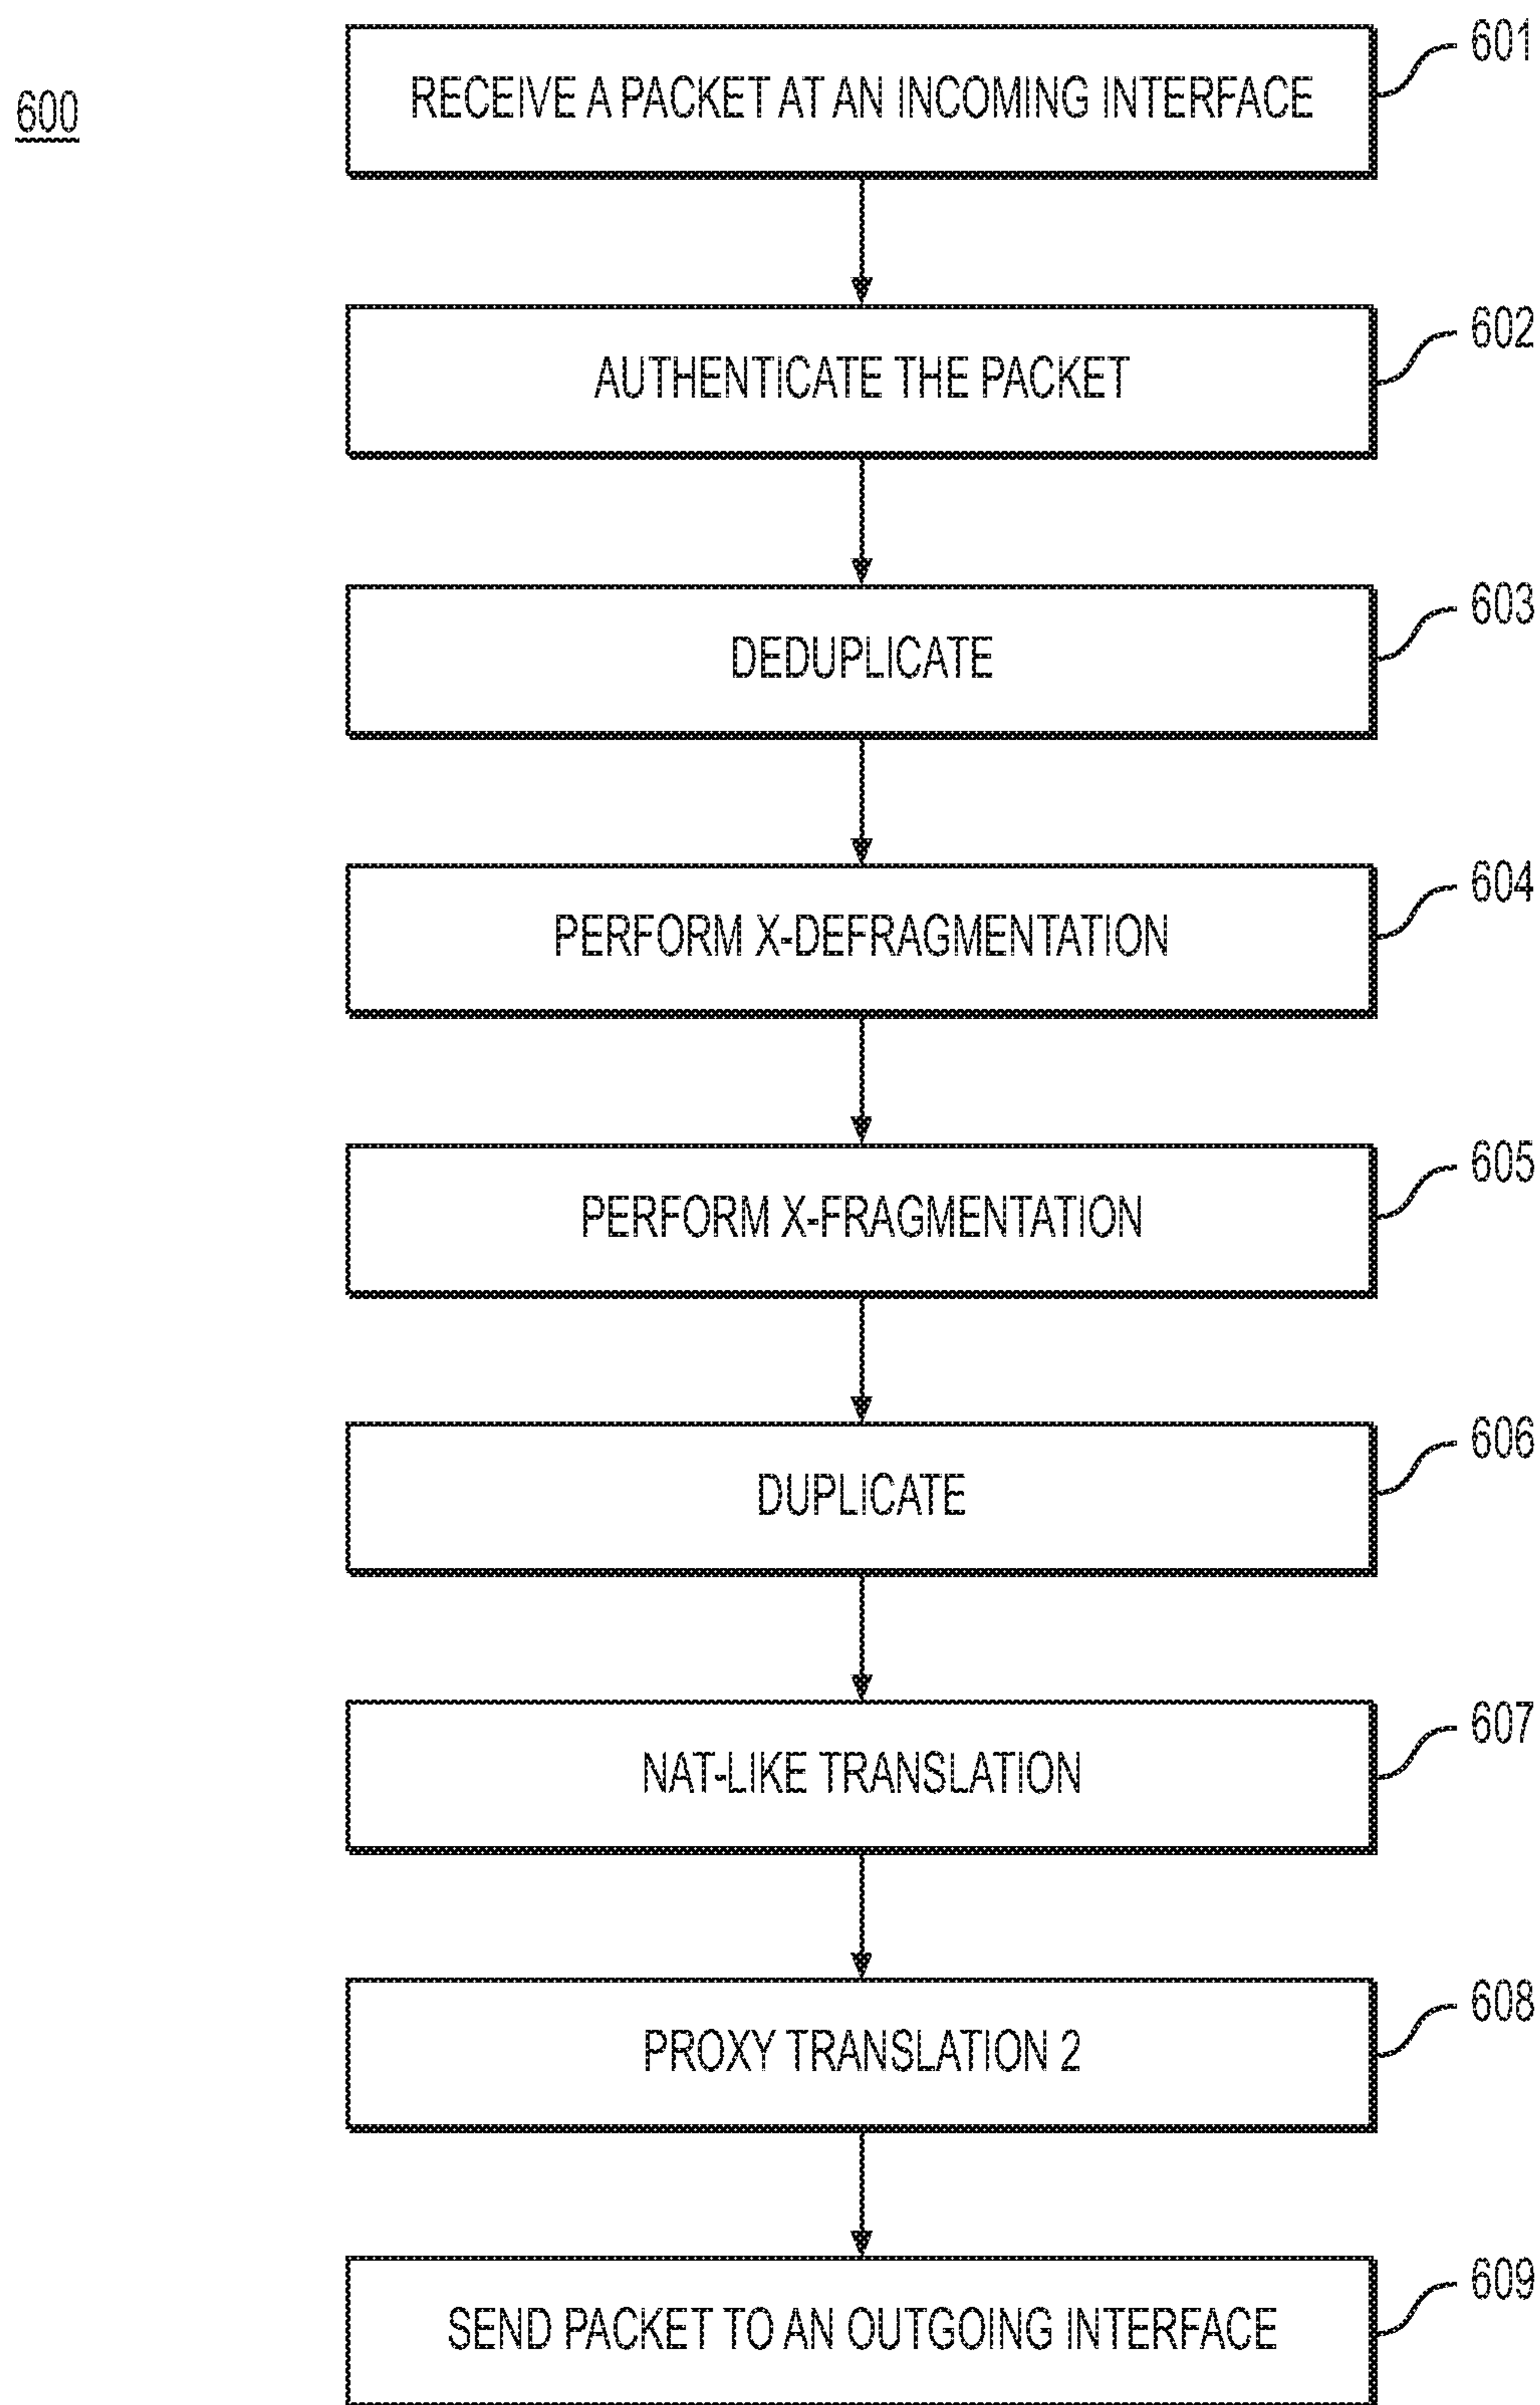 600
RECEIVE A PACKET AT AN INCOMING INTERFACE
601
AUTHENTICATE THE PACKET
602
DEDUPLICATE
603
PERFORM X-DEFRAGMENTATION
604
PERFORM X-FRAGMENTATION
605
DUPLICATE
606
NAT-LIKE TRANSLATION
607
PROXY TRANSLATION 2
608
SEND PACKET TO AN OUTGOING INTERFACE
609